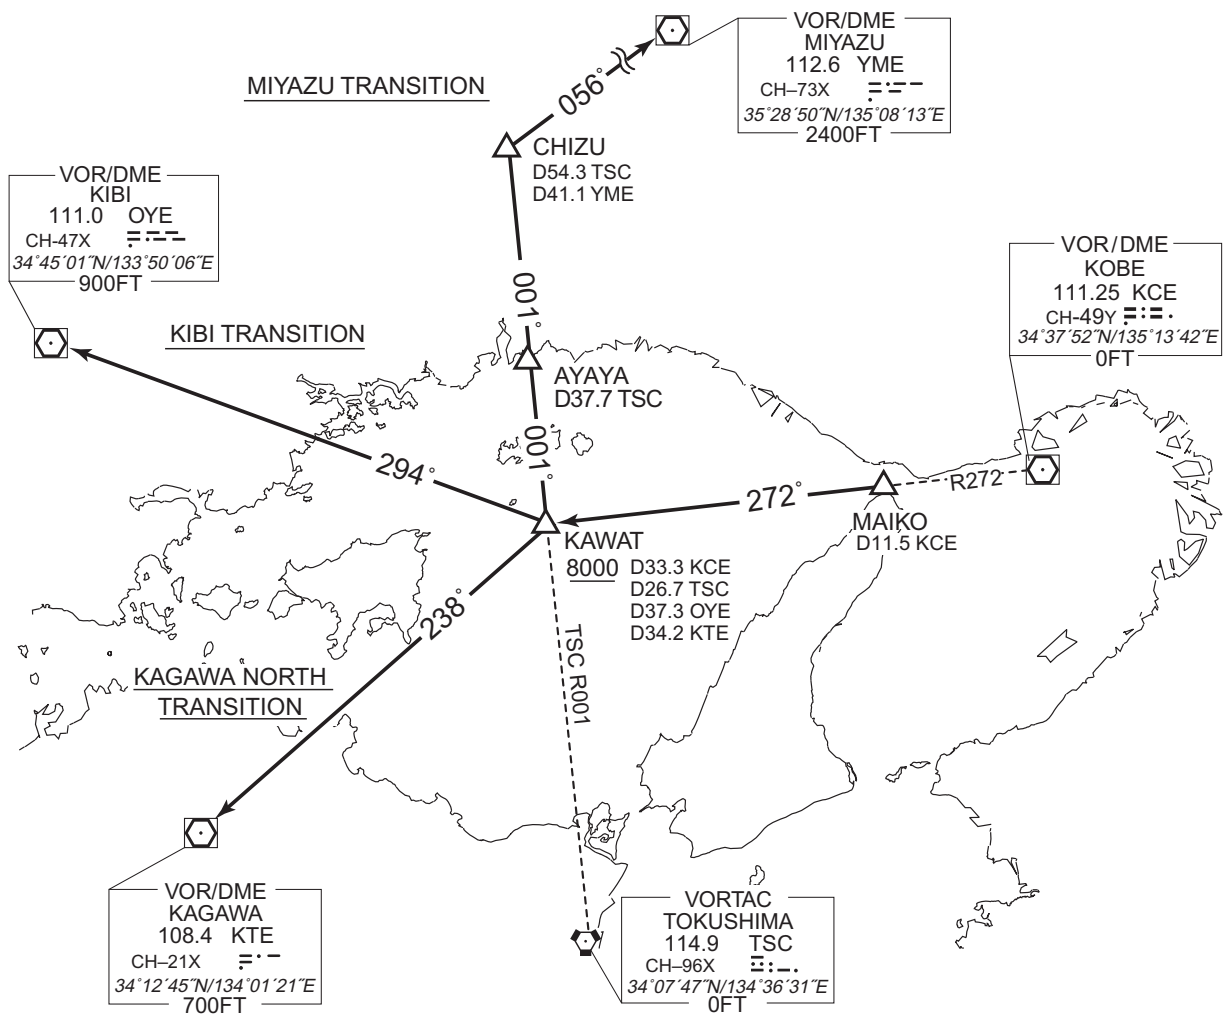 VOR/DME
MIYAZU
112.6 YME
CH–73X
35°28´50˝N/135°08´13˝E
2400FT
MIYAZU TRANSITION
056°
CHIZU
D54.3 TSC
D41.1 YME
VOR/DME
KIBI
111.0 OYE
CH-47X
34°45´01˝N/133°50´06˝E
900FT
VOR/DME
KOBE
111.25 KCE
CH-49Y
34°37´52˝N/135°13´42˝E
0FT
001°
KIBI TRANSITION
AYAYA
D37.7 TSC
001°
294°
272°
R272
MAIKO
D11.5 KCE
KAWAT
8000 D33.3 KCE
D26.7 TSC
D37.3 OYE
D34.2 KTE
238°
TSC R001
KAGAWA NORTH
TRANSITION
VOR/DME
KAGAWA
108.4 KTE
CH–21X
34°12´45˝N/134°01´21˝E
700FT
VORTAC
TOKUSHIMA
114.9 TSC
CH–96X
34°07´47˝N/134°36´31˝E
0FT